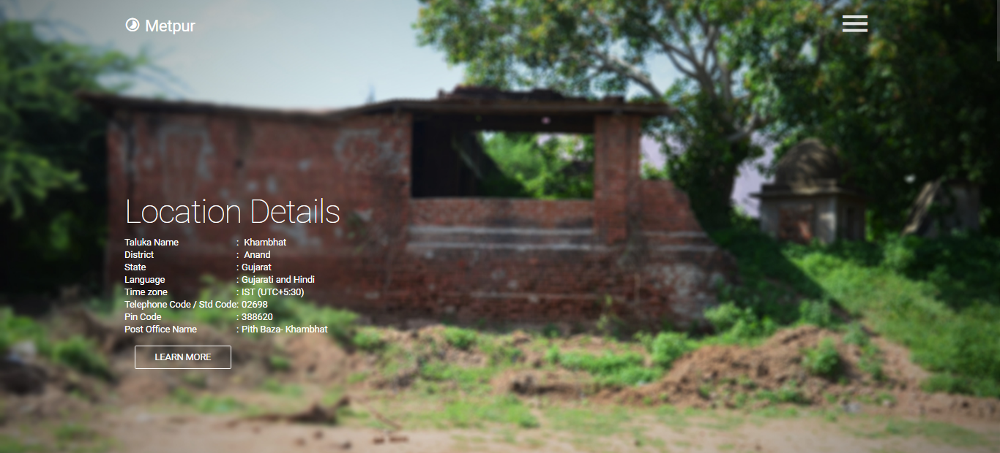 Metpur
Location Details
Taluka Name : Khambhat
District : Anand
State : Gujarat
Language : Gujarati and Hindi
Time zone : IST (UTC+5:30)
Telephone Code / Std Code: 02698
Pin Code : 388620
Post Office Name : Pith Baza- Khambhat
LEARN MORE